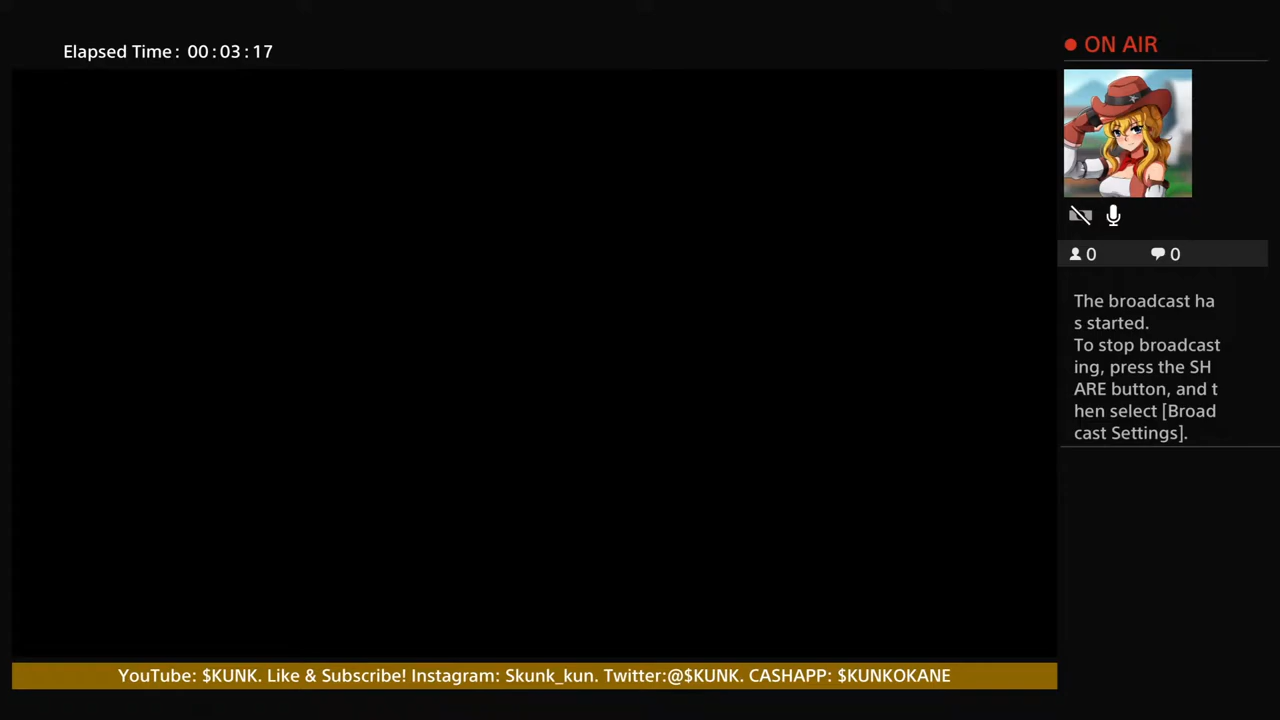 Elapsed Time: 00:03:17
ON AIR
0 0
The broadcast ha
s started.
To stop broadcast
ing, press the SH
ARE button, and t
hen select [Broad
cast Settings].
YouTube: $KUNK. Like & Subscribe! Instagram: Skunk_kun. Twitter:@$KUNK. CASHAPP: $KUNKOKANE